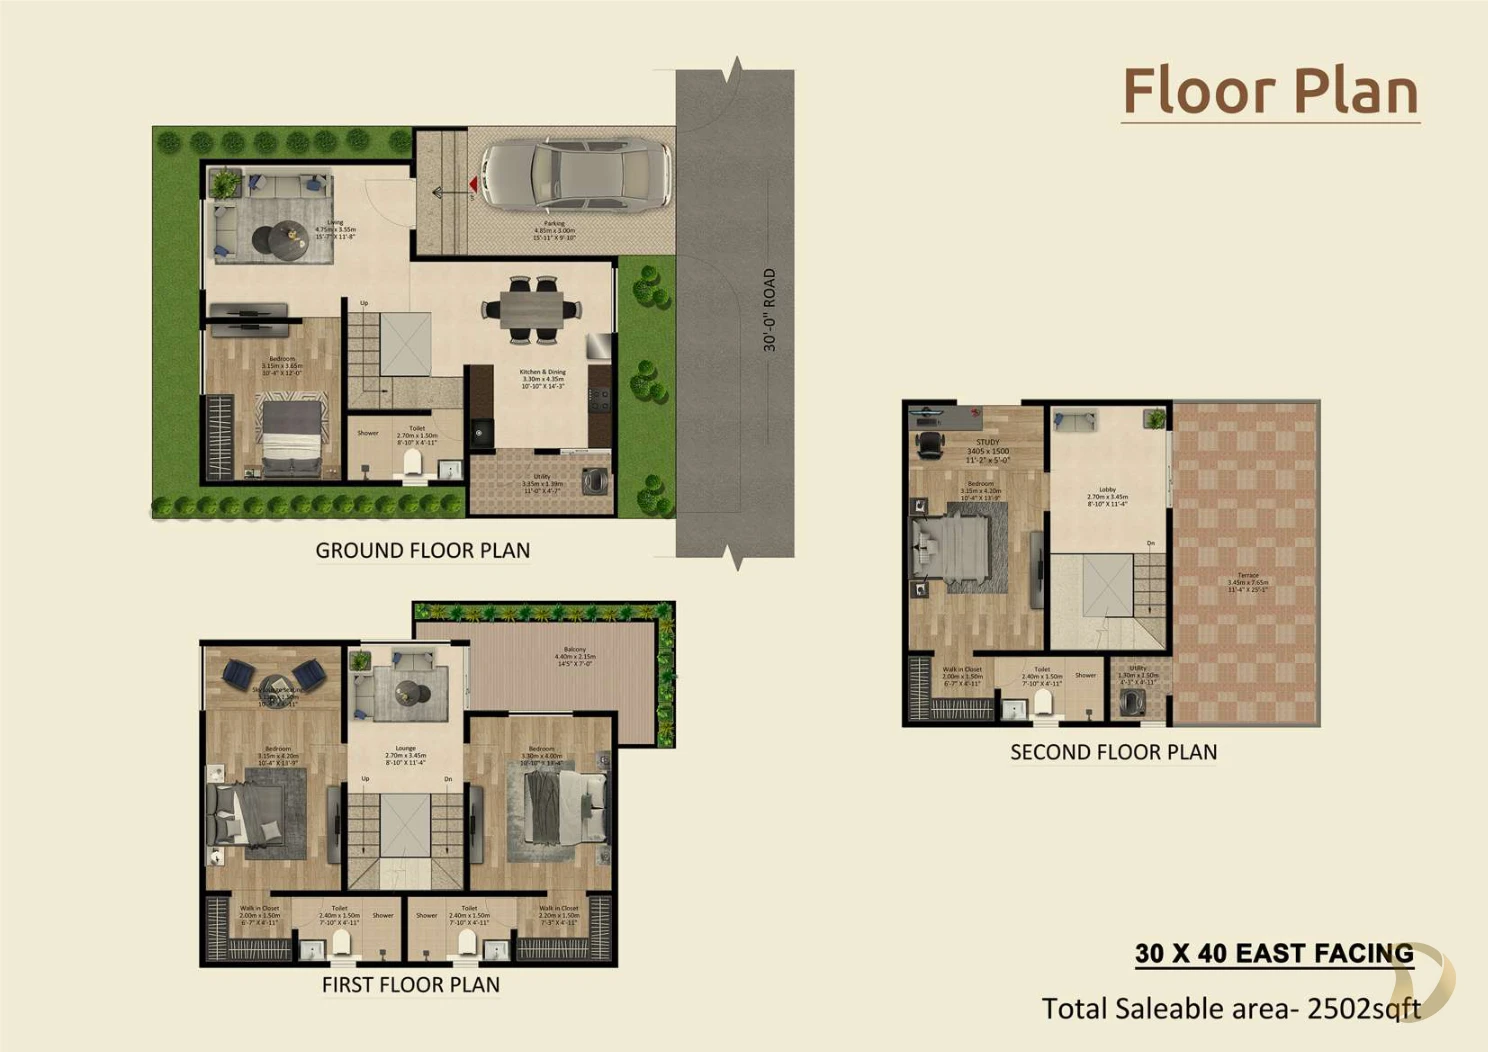 Floor Plan
Living
4.75m x 3.55m
15'-7" X 11'-8"
UP
Parking
4.85m x 3.00m
15'-11" X 9'-10"
30'-0" ROAD
Up
Bedroom
3.15m x 3.65m
10'-4" X 12'-0"
Kitchen & Dining
3.30m x 4.35m
10'-10" X 14'-3"
Shower
Toilet
2.70m x 1.50m
8'-10" X 4'-11"
Utility
3.35m x 1.39m
11'-0" X 4'-7"
GROUND FLOOR PLAN
STUDY
3405 x 1500
11'-2" x 5'-0"
Bedroom
3.15m x 4.20m
10'-4" X 13'-9"
Lobby
2.70m x 3.45m
8'-10" X 11'-4"
Dn
Terrace
3.45m x 7.65m
11'-4" X 25'-1"
Walk in Closet
2.00m x 1.50m
6'-7" X 4'-11"
Toilet
2.40m x 1.50m
7'-10" X 4'-11"
Shower
Utility
1.30m x 1.50m
4'-3" X 4'-11"
SECOND FLOOR PLAN
Balcony
4.40m x 2.15m
14'5" X 7'-0"
10'-4" X 4'-11"
Bedroom
3.15m x 4.20m
10'-4" X 13'-9"
Lounge
2.70m x 3.45m
8'-10" X 11'-4"
Bedroom
3.30m x 4.00m
10'-10" X 13'-4"
Up
Dn
Walk in Closet
2.00m x 1.50m
6'-7" X 4'-11"
Toilet
2.40m x 1.50m
7'-10" X 4'-11"
Shower
Shower
Toilet
2.40m x 1.50m
7'-10" X 4'-11"
Walk in Closet
2.20m x 1.50m
7'-3" X 4'-11"
FIRST FLOOR PLAN
30 X 40 EAST FACING
Total Saleable area- 2502sqft